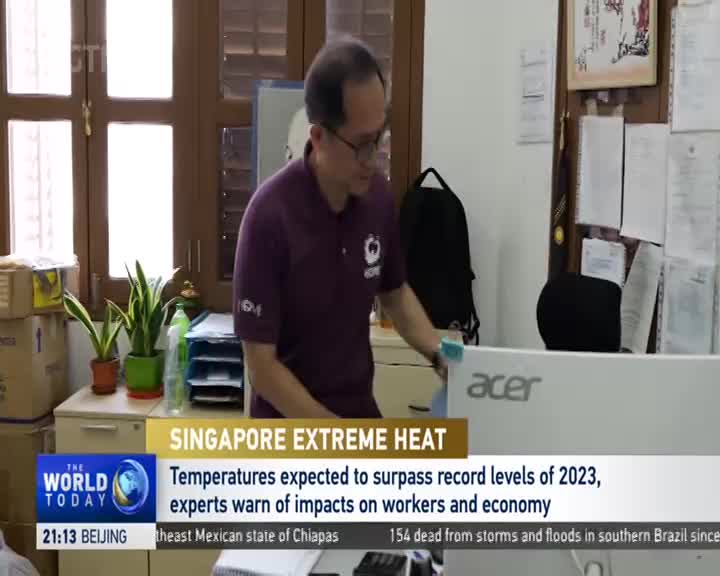 acer
SINGAPORE EXTREME HEAT
Temperatures expected to surpass record levels of 2023,
experts warn of impacts on workers and economy
THE
WORLD
TODAY
21:13 BEIJING
theast Mexican state of Chiapas 154 dead from storms and floods in southern Brazil since